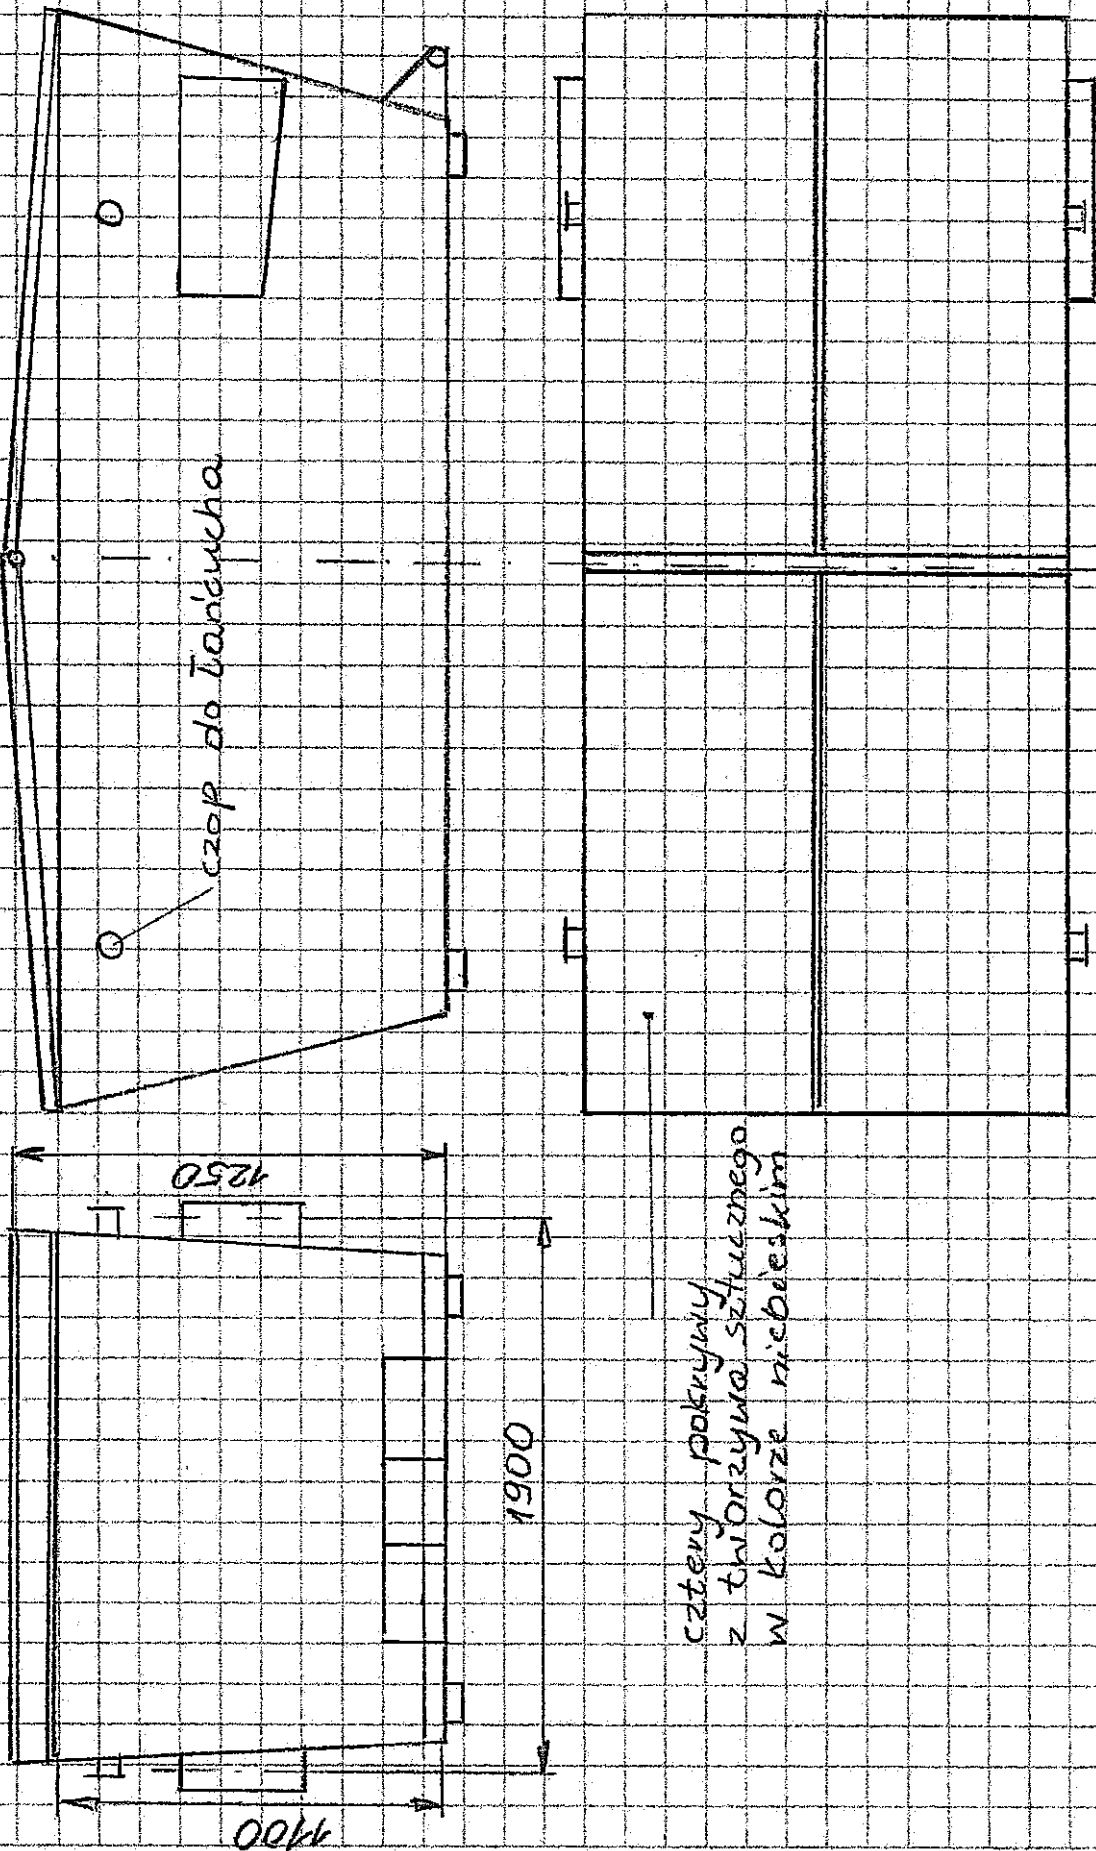 czop do łańcucha
1250
1100
1900
cztery pokrywy
z tworzywa sztucznego
w kolorze niebieskim